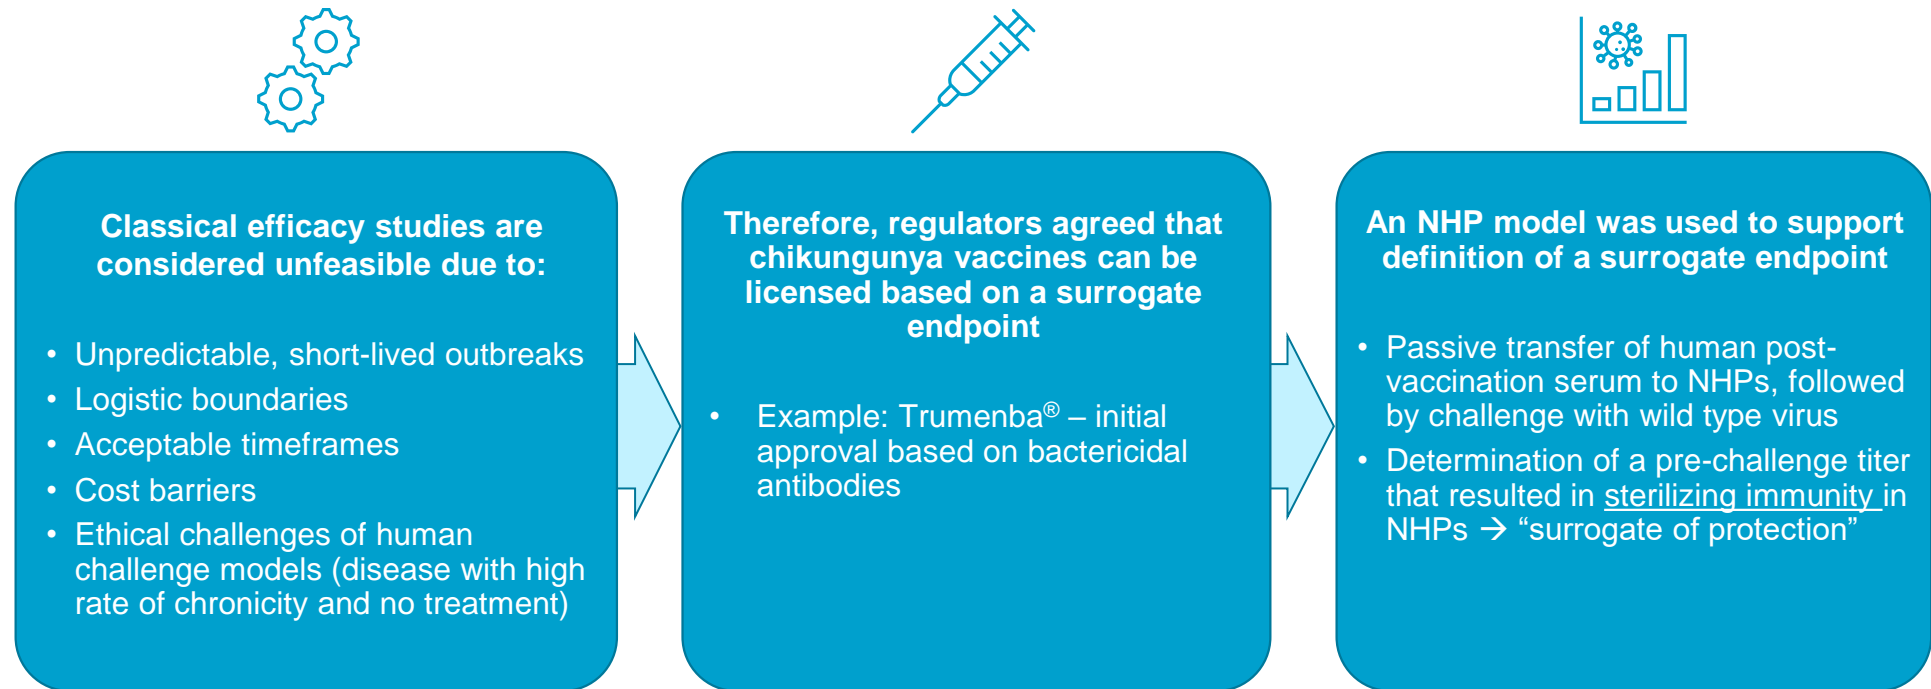 Classical efficacy studies are
considered unfeasible due to:
• Unpredictable, short-lived outbreaks
• Logistic boundaries
• Acceptable timeframes
• Cost barriers
• Ethical challenges of human
challenge models (disease with high
rate of chronicity and no treatment)
Therefore, regulators agreed that
chikungunya vaccines can be
licensed based on a surrogate
endpoint
• Example: Trumenba® – initial
approval based on bactericidal
antibodies
An NHP model was used to support
definition of a surrogate endpoint
• Passive transfer of human post-
vaccination serum to NHPs, followed
by challenge with wild type virus
• Determination of a pre-challenge titer
that resulted in sterilizing immunity in
NHPs → “surrogate of protection”